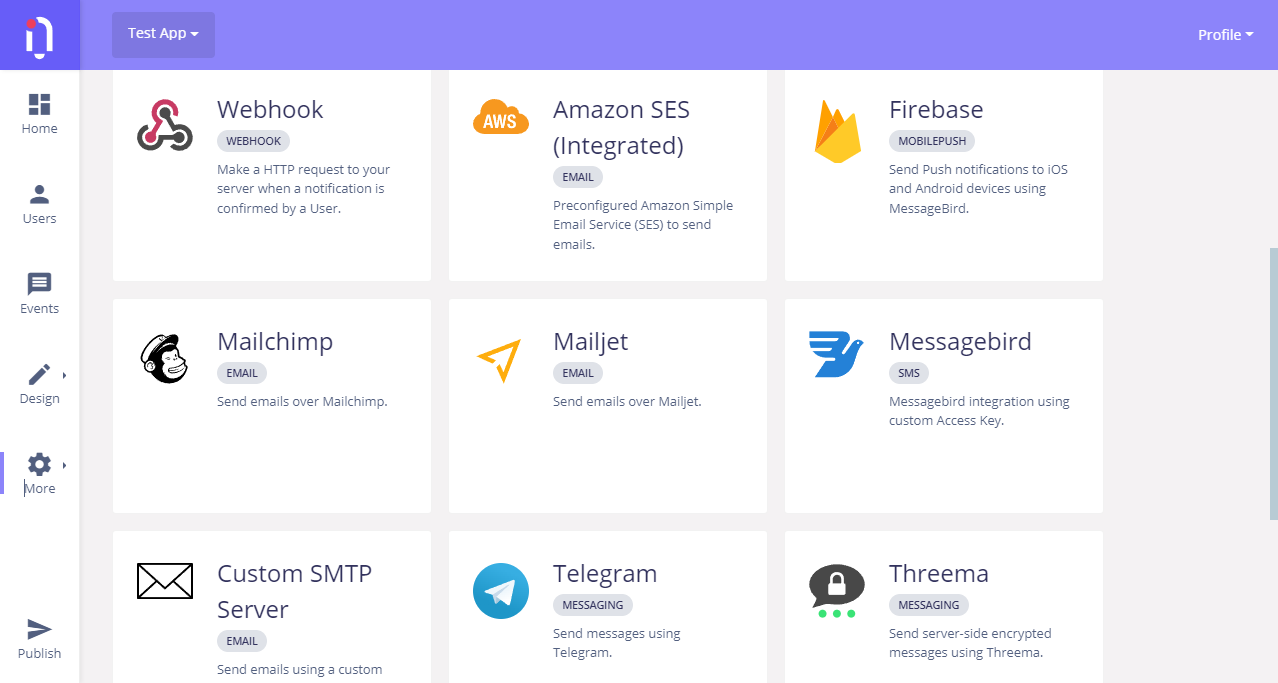 Test App
Profile
Home
Users
Events
Design
More
Publish
Webhook
WEBHOOK
Make a HTTP request to your
server when a notification is
confirmed by a User.
AWS
Amazon SES
(Integrated)
EMAIL
Preconfigured Amazon Simple
Email Service (SES) to send
emails.
Firebase
MOBILEPUSH
Send Push notifications to iOS
and Android devices using
MessageBird.
Mailchimp
EMAIL
Send emails over Mailchimp.
Mailjet
EMAIL
Send emails over Mailjet.
Messagebird
SMS
Messagebird integration using
custom Access Key.
Custom SMTP
Server
EMAIL
Send emails using a custom
Telegram
MESSAGING
Send messages using
Telegram.
Threema
MESSAGING
Send server-side encrypted
messages using Threema.